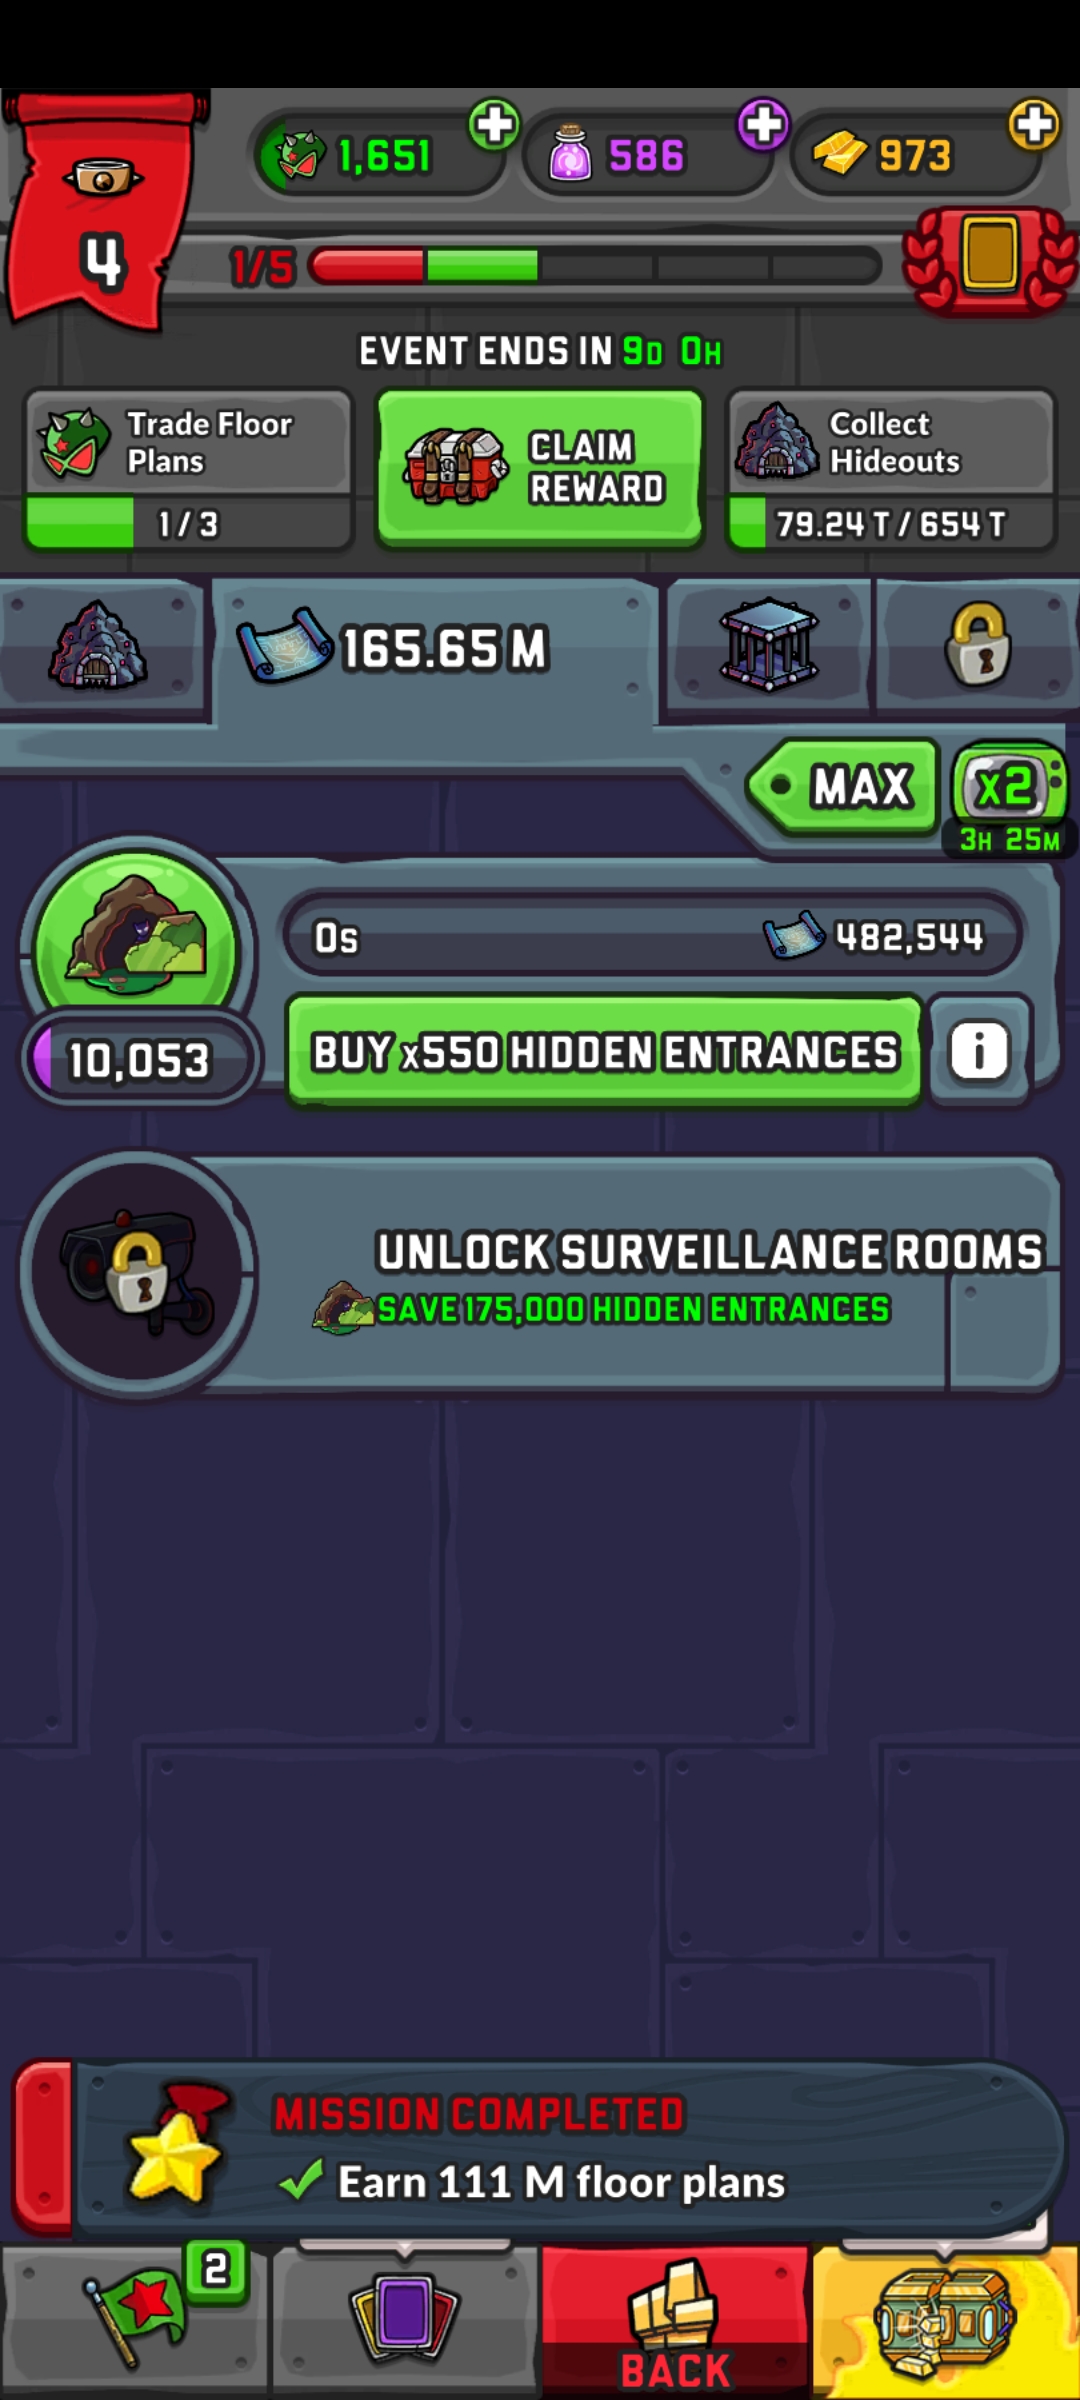 1,651
586
973
4
1/5
EVENT ENDS IN 9D 0H
Trade Floor
Plans
1 / 3
CLAIM
REWARD
Collect
Hideouts
79.24 T / 654 T
165.65 M
MAX
x2
3H 25M
0s
482,544
10,053
BUY x550 HIDDEN ENTRANCES
i
UNLOCK SURVEILLANCE ROOMS
SAVE 175,000 HIDDEN ENTRANCES
MISSION COMPLETED
Earn 111 M floor plans
2
BACK